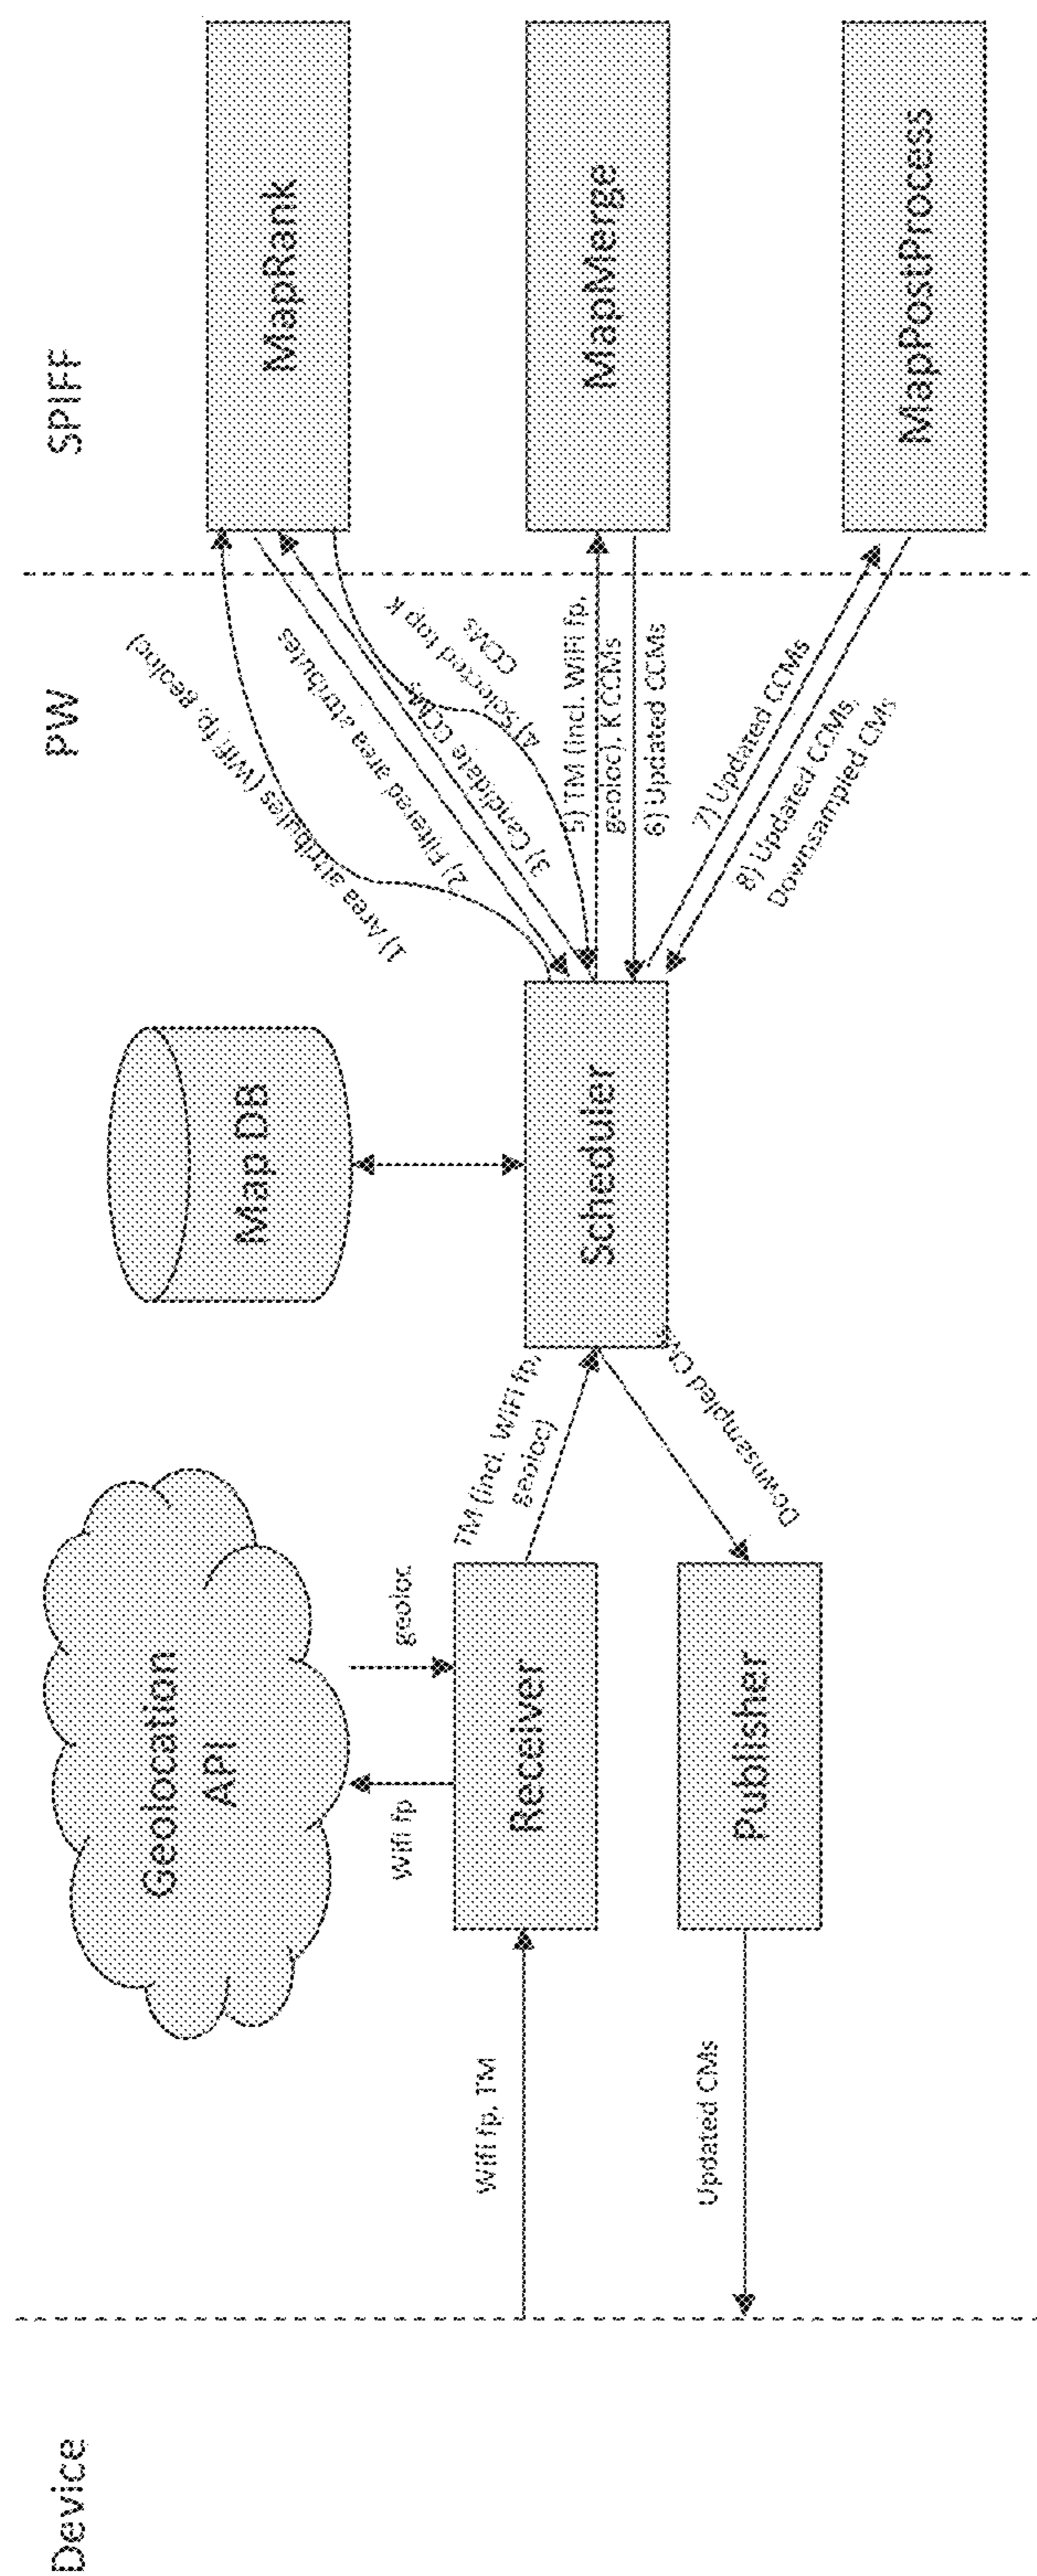 Device
PW
SPIFF
Geolocation
API
Map DB
MapRank
Wifi fp
geoloc
1) Area attributes (Wifi fp, geoloc)
2) Filtered area attributes
3) Candidate CCMs
4) Selected top K
CCMs
Wifi fp, TM
Receiver
TM (incl. WiFi fp,
geoloc)
Scheduler
5) TM (incl. WiFi fp,
geoloc), K CCMs
6) Updated CCMs
MapMerge
Updated CMs
Publisher
Downsampled CMs
7) Updated CCMs
8) Updated CCMs,
Downsampled CMs
MapPostProcess